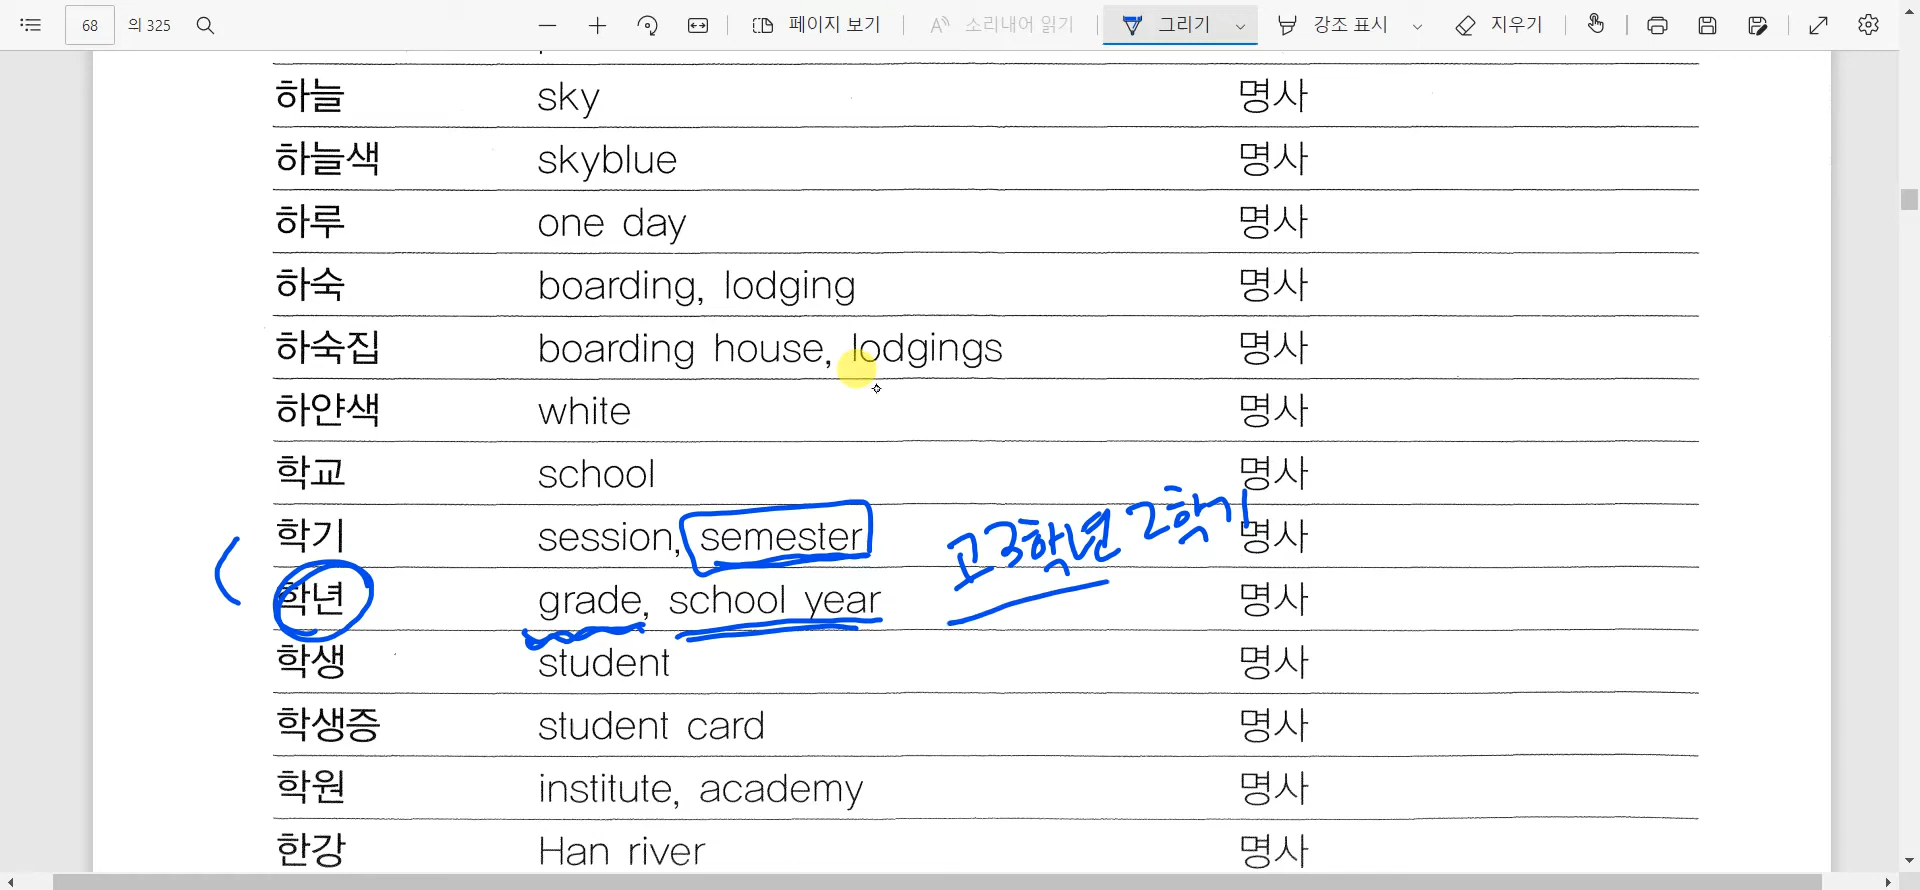 68 의 325 페이지 보기 소리내어 읽기 그리기 강조 표시 지우기
하늘 sky 명사
하늘색 skyblue 명사
하루 one day 명사
하숙 boarding, lodging 명사
하숙집 boarding house, lodgings 명사
하얀색 white 명사
학교 school 명사
학기 session, semester 고3학년 2학기 명사
학년 grade, school year 명사
학생 student 명사
학생증 student card 명사
학원 institute, academy 명사
한강 Han river 명사